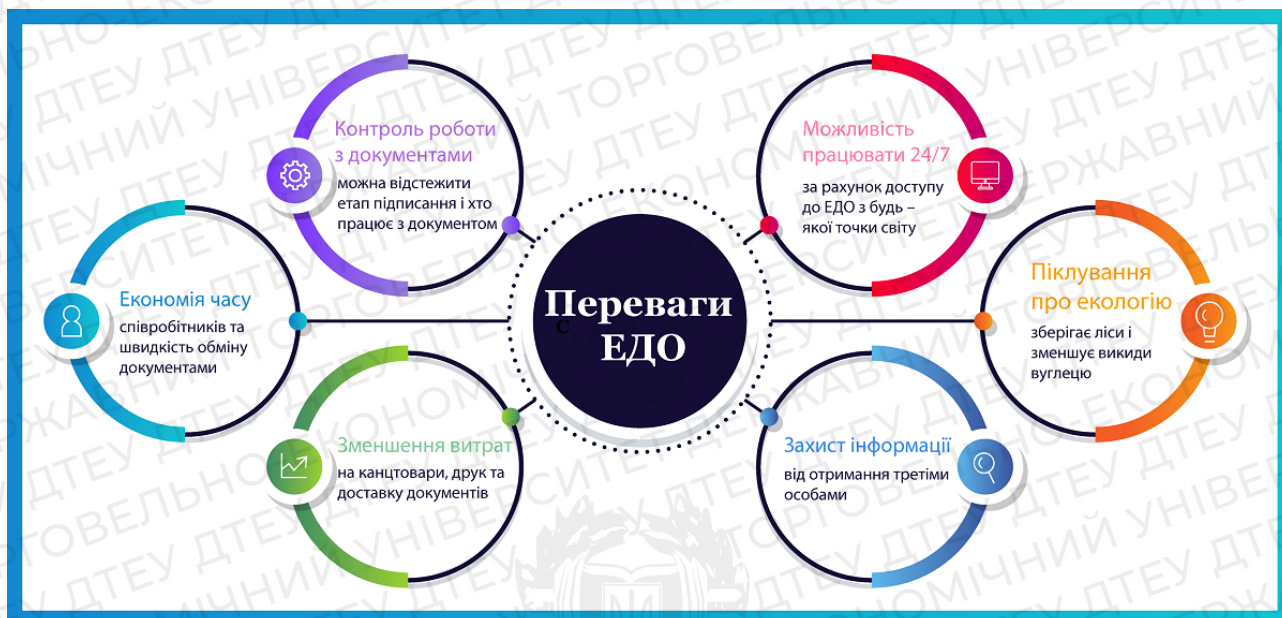 Контроль роботи
з документами
можна відстежити
етап підписання і хто
працює з документом
Можливість
працювати 24/7
за рахунок доступу
до ЕДО з будь –
якої точки світу
Економія часу
співробітників та
швидкість обміну
документами
Переваги
с
ЕДО
Піклування
про екологію
зберігає ліси і
зменшує викиди
вуглецю
Зменшення витрат
на канцтовари, друк та
доставку документів
Захист інформації
від отримання третіми
особами